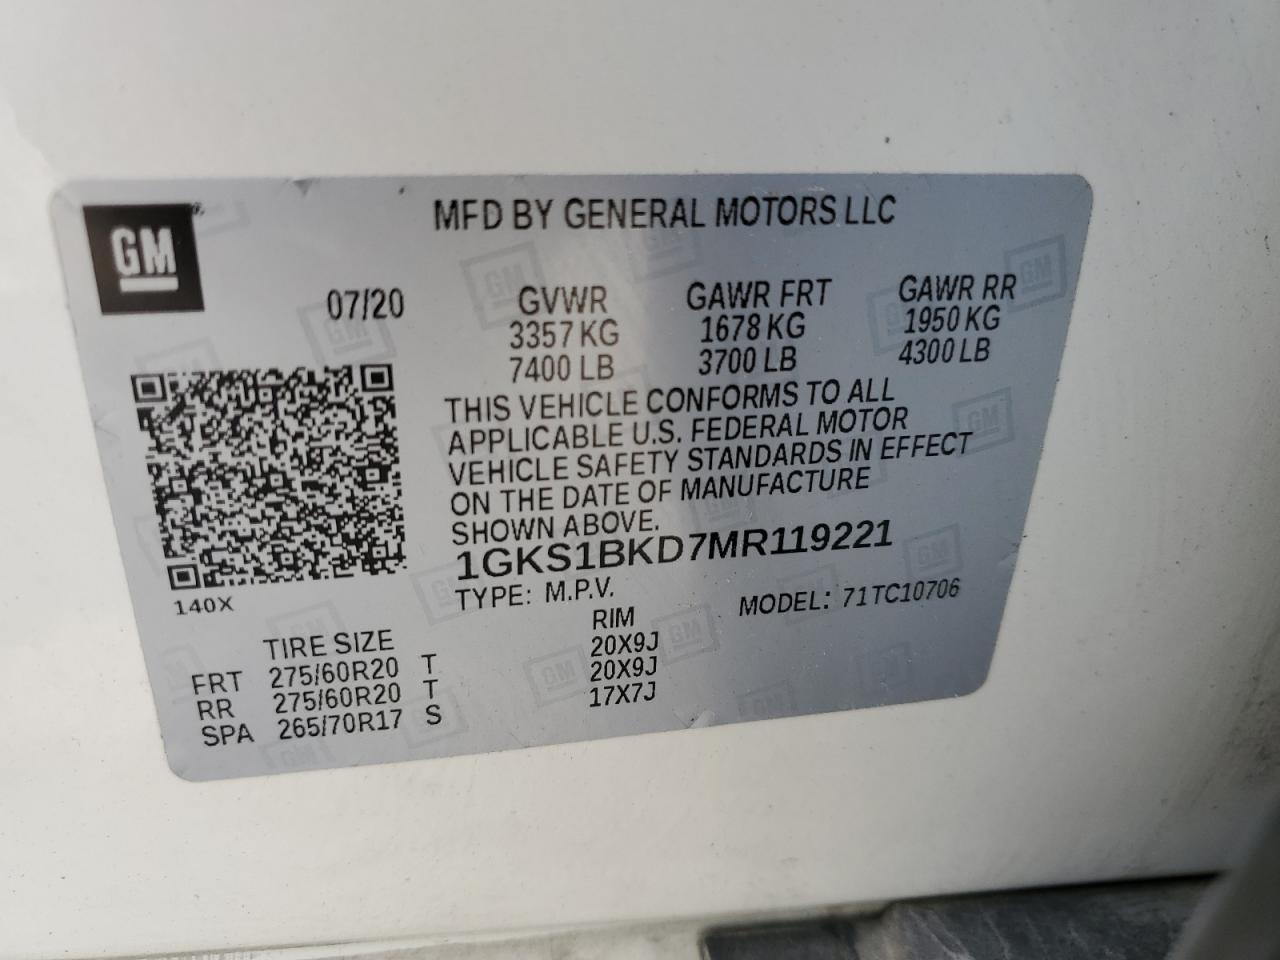 GM
MFD BY GENERAL MOTORS LLC
07/20
GVWR GAWR FRT GAWR RR
3357 KG 1678 KG 1950 KG
7400 LB 3700 LB 4300 LB
THIS VEHICLE CONFORMS TO ALL
APPLICABLE U.S. FEDERAL MOTOR
VEHICLE SAFETY STANDARDS IN EFFECT
ON THE DATE OF MANUFACTURE
SHOWN ABOVE.
1GKS1BKD7MR119221
140X
TYPE: M.P.V. MODEL: 71TC10706
TIRE SIZE RIM
FRT 275/60R20 T 20X9J
RR 275/60R20 T 20X9J
SPA 265/70R17 S 17X7J